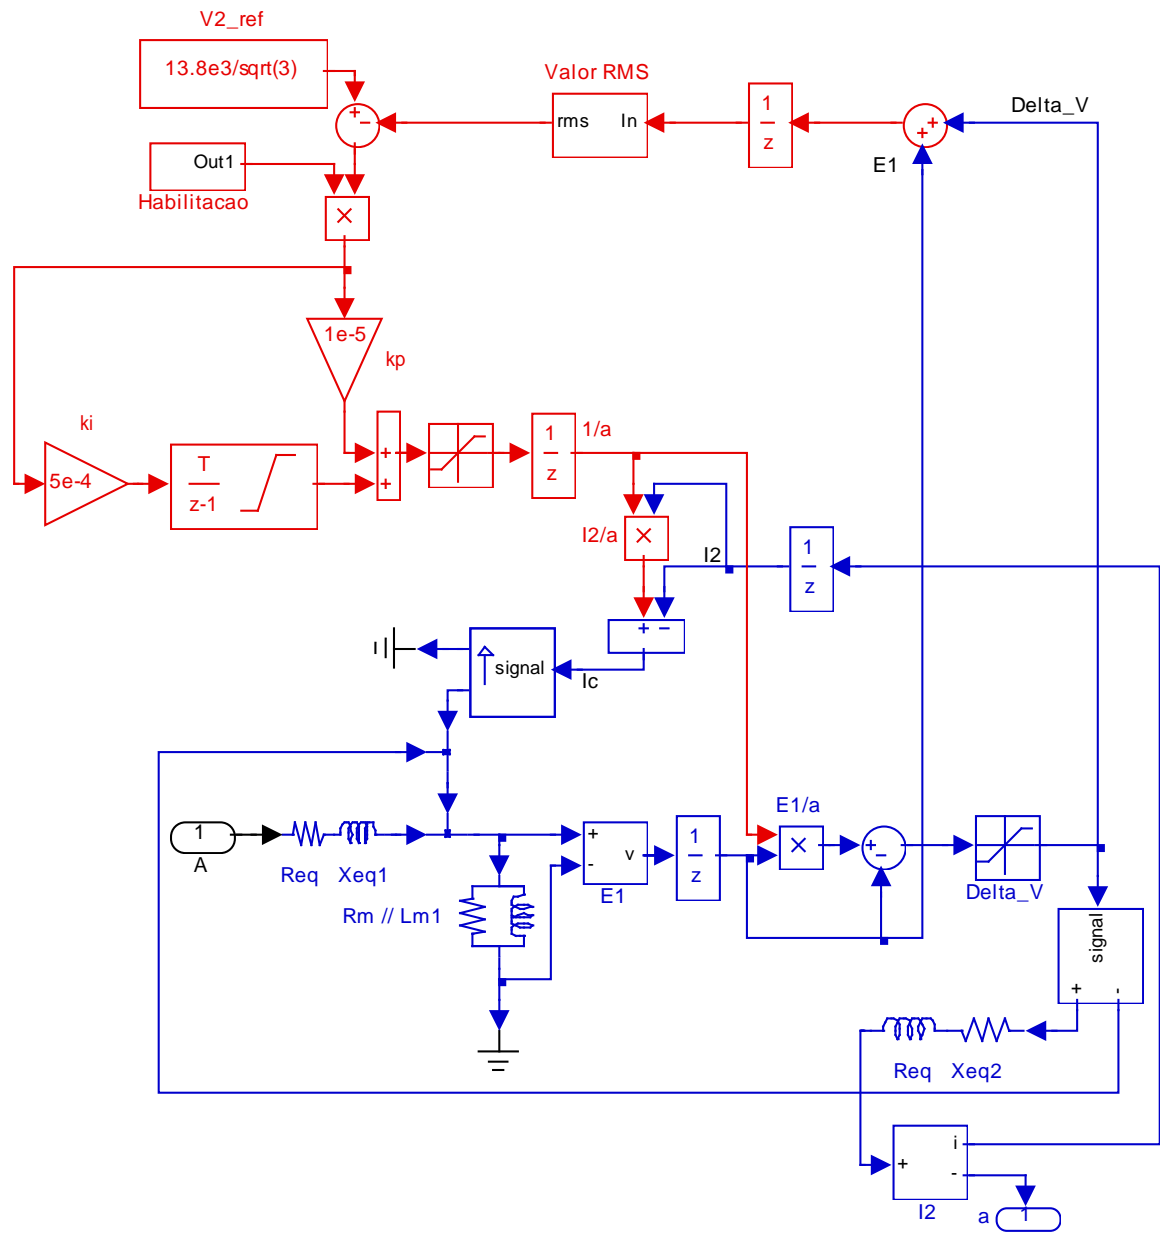 V2_ref
13.8e3/sqrt(3)
Valor RMS
rms In
1
z
Delta_V
+
-
+
+
E1
Out1
Habilitacao
×
1e-5
kp
ki
5e-4
T
z-1
+
+
1
z
1/a
I2/a
×
I2
1
z
+ -
signal
Ic
I
1
A
Req Xeq1
Rm // Lm1
+
-
v
E1
1
z
E1/a
×
+
-
Delta_V
signal
+ -
Req Xeq2
+
i
-
I2
a
1